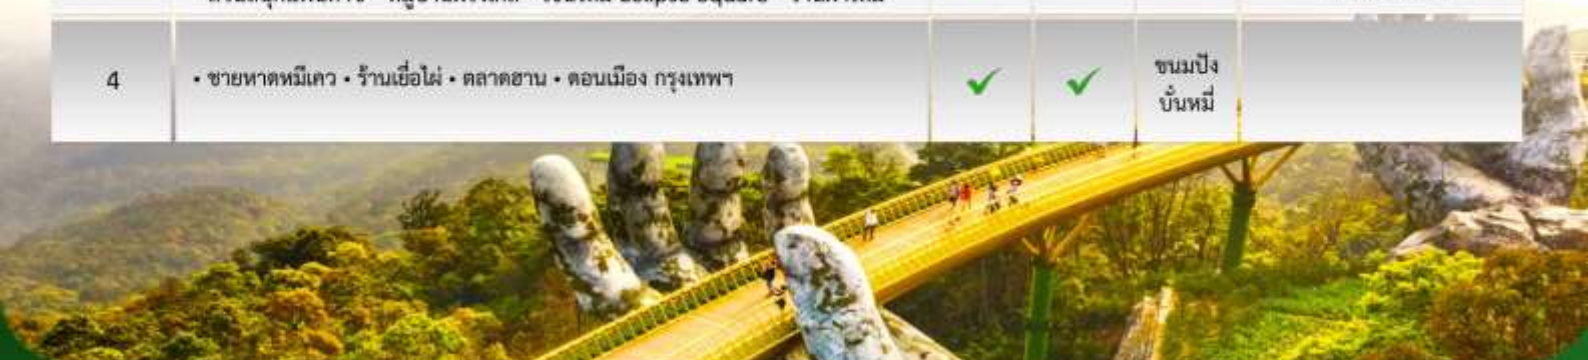 Eclipse Square
4
• ชายหาดหมีเคว • ร้านเยื่อไผ่ • ตลาดฮาน • ดอนเมือง กรุงเทพฯ
✓ ✓
ขนมปัง
บั๋นหมี่